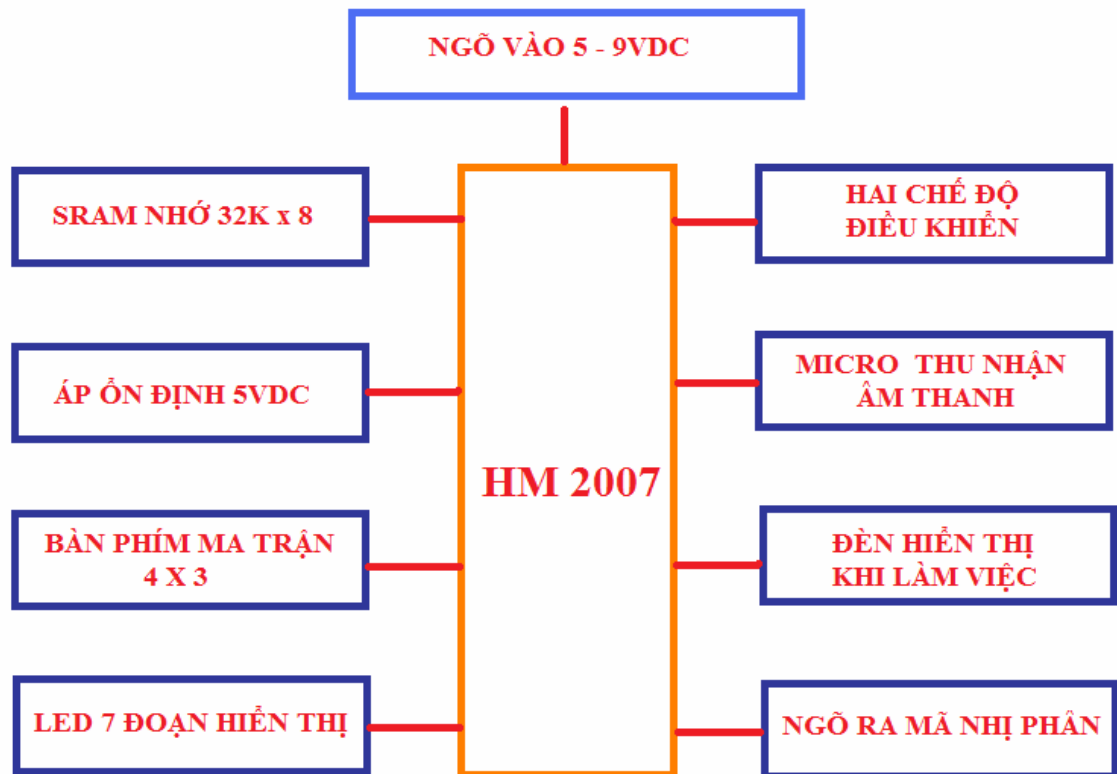 NGÕ VÀO 5 - 9VDC
SRAM NHỚ 32K x 8
HAI CHẾ ĐỘ
ĐIỀU KHIỂN
ÁP ỔN ĐỊNH 5VDC
MICRO THU NHẬN
ÂM THANH
HM 2007
BÀN PHÍM MA TRẬN
4 X 3
ĐÈN HIỂN THỊ
KHI LÀM VIỆC
LED 7 ĐOẠN HIỂN THỊ
NGÕ RA MÃ NHỊ PHÂN